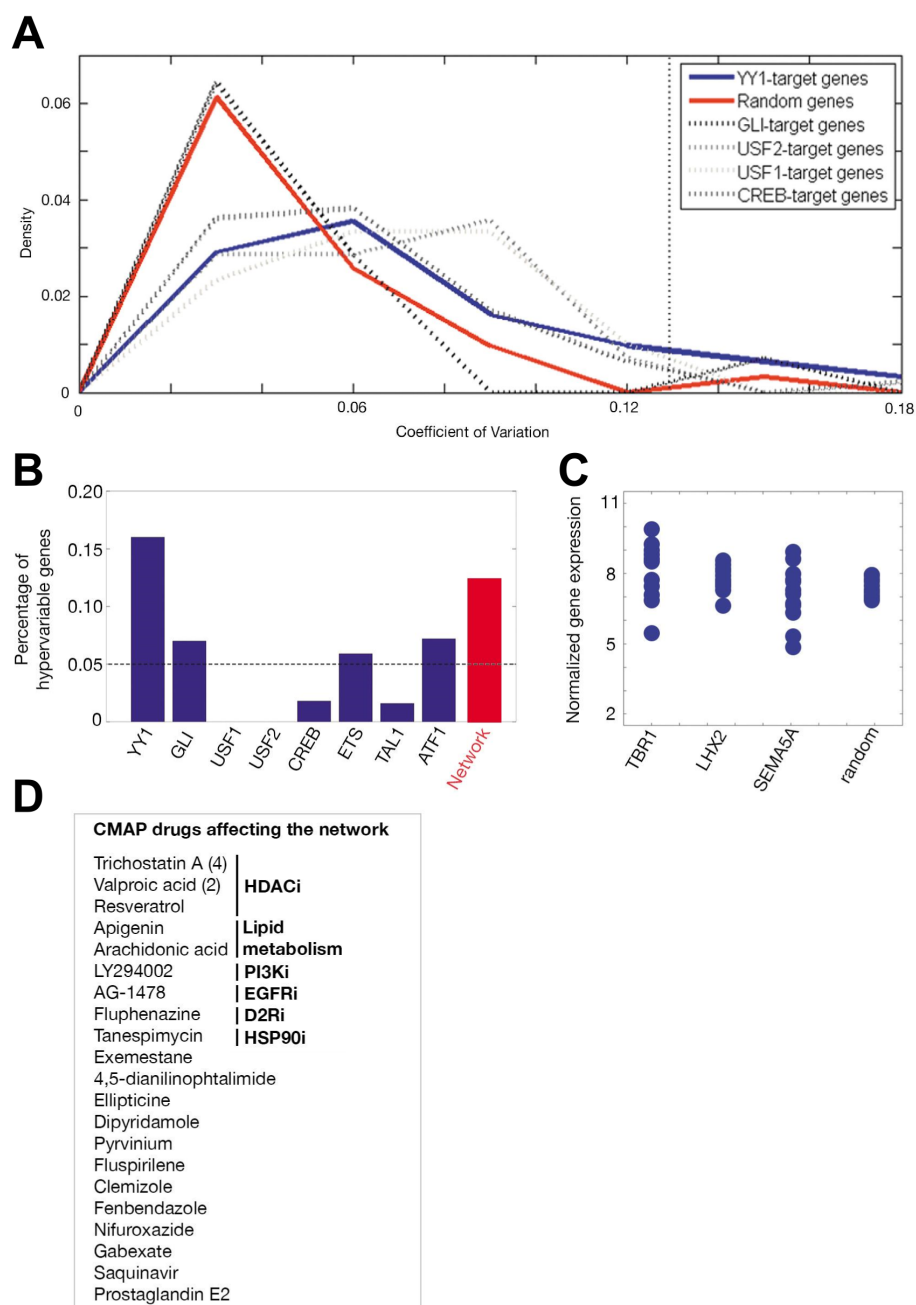 A
0.06
0.04
0.02
0
Density
YY1-target genes
Random genes
GLI-target genes
USF2-target genes
USF1-target genes
CREB-target genes
0 0.06 0.12 0.18
Coefficient of Variation
B
Percentage of
hypervariable genes
0.20
0.15
0.10
0.05
0
YY1
GLI
USF1
USF2
CREB
ETS
TAL1
ATF1
Network
C
Normalized gene expression
11
8
5
2
TBR1
LHX2
SEMA5A
random
D
CMAP drugs affecting the network
Trichostatin A (4)
Valproic acid (2) HDACi
Resveratrol
Apigenin Lipid
Arachidonic acid metabolism
LY294002 PI3Ki
AG-1478 EGFRi
Fluphenazine D2Ri
Tanespimycin HSP90i
Exemestane
4,5-dianilinophtalimide
Ellipticine
Dipyridamole
Pyrvinium
Fluspirilene
Clemizole
Fenbendazole
Nifuroxazide
Gabexate
Saquinavir
Prostaglandin E2